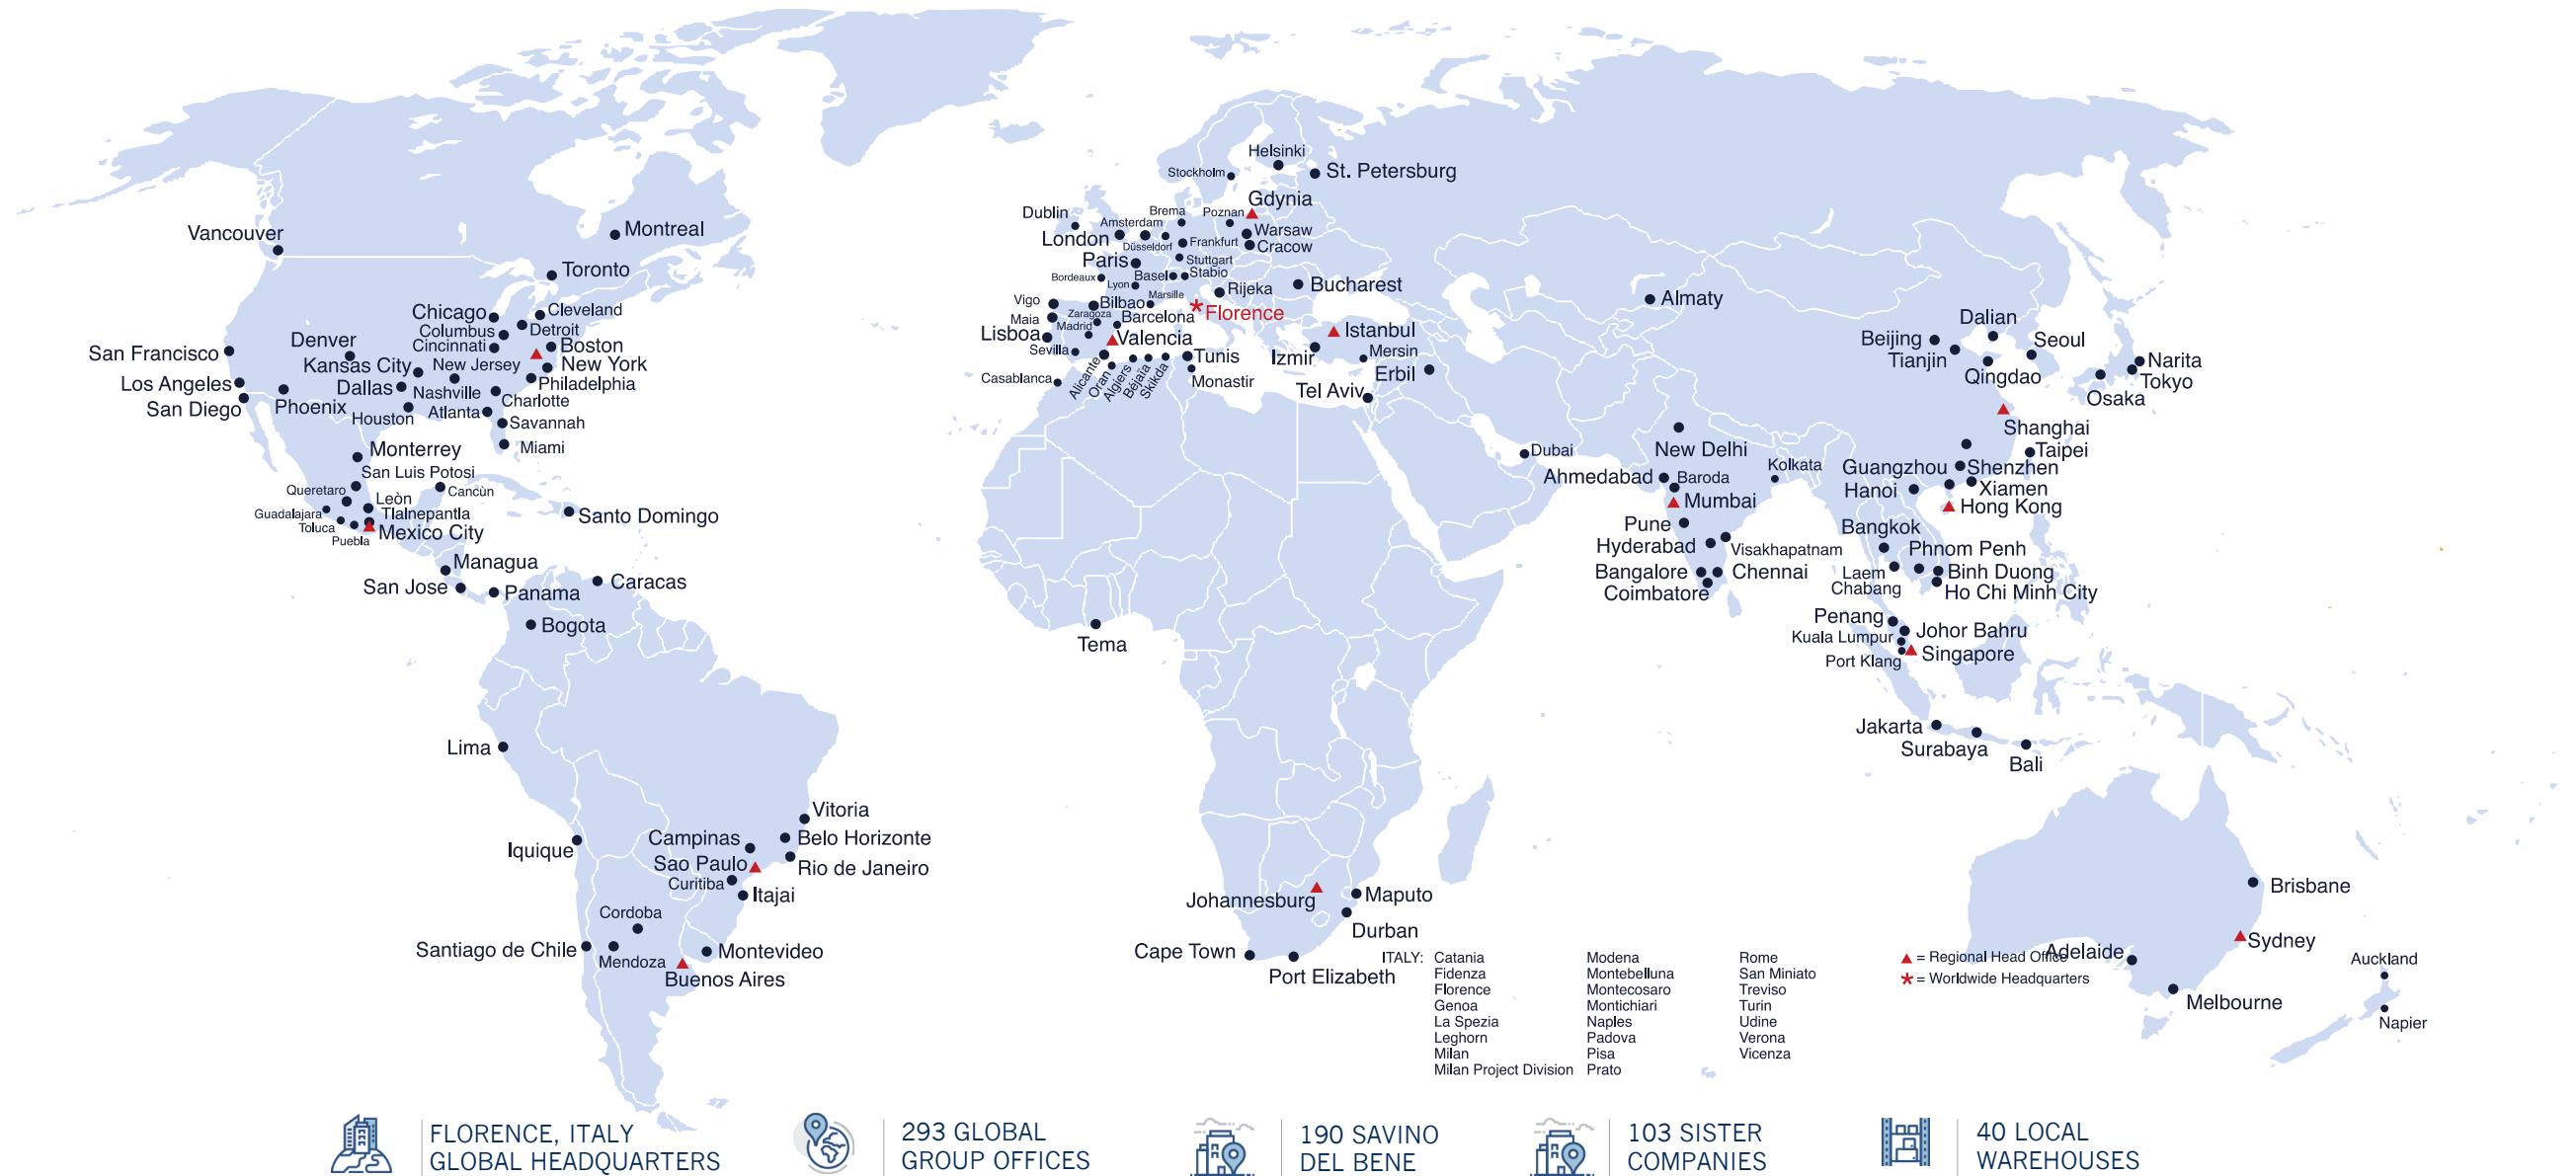 Helsinki
Stockholm
St. Petersburg
Gdynia
Dublin
Brema
Poznan
Amsterdam
Warsaw
London
Düsseldorf
Frankfurt
Cracow
Paris
Stuttgart
Bordeaux
Basel
Stabio
Lyon
Rijeka
Bucharest
Vigo
Bilbao
Marsille
Maia
Zaragoza
Barcelona
Florence
Madrid
Lisboa
Valencia
Istanbul
Sevilla
Tunis
Izmir
Mersin
Casablanca
Alicante
Oran
Algiers
Bejaia
Skikda
Monastir
Erbil
Tel Aviv
Vancouver
Montreal
Toronto
Chicago
Cleveland
Columbus
Detroit
Denver
Cincinnati
Boston
San Francisco
Kansas City
New Jersey
New York
Los Angeles
Dallas
Nashville
Philadelphia
San Diego
Phoenix
Houston
Atlanta
Charlotte
Savannah
Miami
Monterrey
San Luis Potosi
Queretaro
Leòn
Cancùn
Guadalajara
Tlalnepantla
Toluca
Mexico City
Puebla
Santo Domingo
Managua
San Jose
Panama
Caracas
Bogota
Lima
Vitoria
Campinas
Belo Horizonte
Iquique
Sao Paulo
Rio de Janeiro
Curitiba
Itajai
Cordoba
Santiago de Chile
Mendoza
Montevideo
Buenos Aires
Tema
Johannesburg
Maputo
Durban
Cape Town
Port Elizabeth
Almaty
Dalian
Beijing
Seoul
Tianjin
Narita
Qingdao
Tokyo
Osaka
Shanghai
New Delhi
Dubai
Taipei
Kolkata
Guangzhou
Shenzhen
Ahmedabad
Baroda
Hanoi
Xiamen
Mumbai
Hong Kong
Pune
Bangkok
Hyderabad
Visakhapatnam
Phnom Penh
Bangalore
Chennai
Laem
Chabang
Binh Duong
Coimbatore
Ho Chi Minh City
Penang
Johor Bahru
Kuala Lumpur
Singapore
Port Klang
Jakarta
Surabaya
Bali
Brisbane
Sydney
Adelaide
Auckland
Melbourne
Napier
ITALY:
Catania
Fidenza
Florence
Genoa
La Spezia
Leghorn
Milan
Milan Project Division
Modena
Montebelluna
Montecosaro
Montichiari
Naples
Padova
Pisa
Prato
Rome
San Miniato
Treviso
Turin
Udine
Verona
Vicenza
▲ = Regional Head Office
* = Worldwide Headquarters
FLORENCE, ITALY
GLOBAL HEADQUARTERS
293 GLOBAL
GROUP OFFICES
190 SAVINO
DEL BENE
103 SISTER
COMPANIES
40 LOCAL
WAREHOUSES